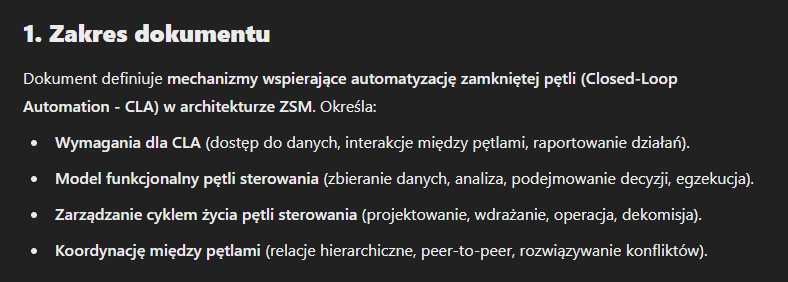 1. Zakres dokumentu
Dokument definiuje mechanizmy wspierające automatyzację zamkniętej pętli (Closed-Loop
Automation - CLA) w architekturze ZSM. Określa:
• Wymagania dla CLA (dostęp do danych, interakcje między pętlami, raportowanie działań).
• Model funkcjonalny pętli sterowania (zbieranie danych, analiza, podejmowanie decyzji, egzekucja).
• Zarządzanie cyklem życia pętli sterowania (projektowanie, wdrażanie, operacja, dekomisja).
• Koordynację między pętlami (relacje hierarchiczne, peer-to-peer, rozwiązywanie konfliktów).